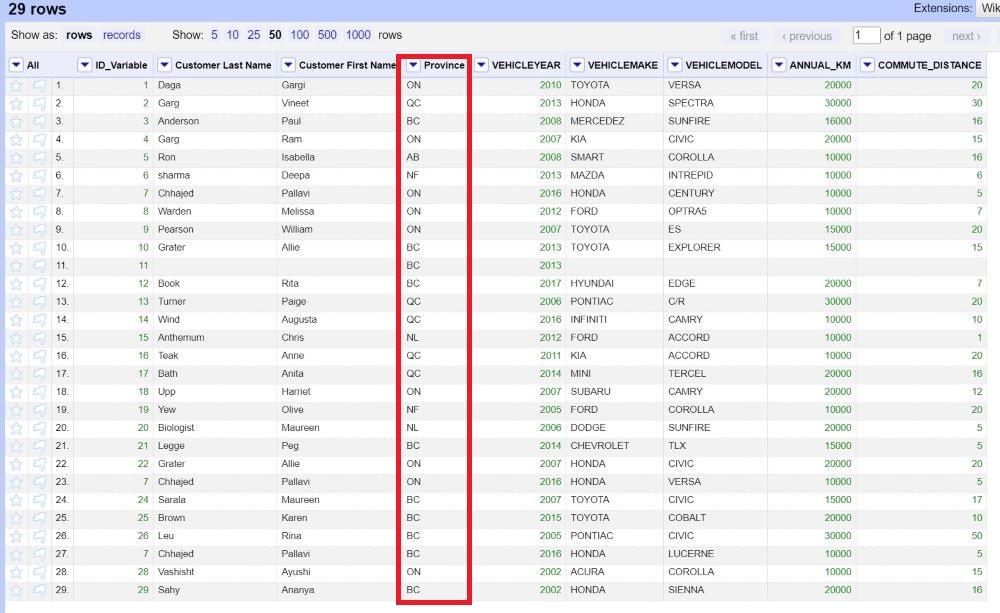 29 rows Extensions: Wik
Show as: rows records Show: 5 10 25 50 100 500 1000 rows « first ‹ previous 1 of 1 page next ›
All ID_Variable Customer Last Name Customer First Name Province VEHICLEYEAR VEHICLEMAKE VEHICLEMODEL ANNUAL_KM COMMUTE_DISTANCE
1. 1 Daga Gargi ON 2010 TOYOTA VERSA 20000 20
2. 2 Garg Vineet QC 2013 HONDA SPECTRA 30000 30
3. 3 Anderson Paul BC 2008 MERCEDEZ SUNFIRE 16000 16
4. 4 Garg Ram ON 2007 KIA CIVIC 20000 15
5. 5 Ron Isabella AB 2008 SMART COROLLA 10000 16
6. 6 sharma Deepa NF 2013 MAZDA INTREPID 10000 6
7. 7 Chhajed Pallavi ON 2016 HONDA CENTURY 10000 5
8. 8 Warden Melissa ON 2012 FORD OPTRA5 10000 7
9. 9 Pearson William ON 2007 TOYOTA ES 15000 20
10. 10 Grater Allie BC 2013 TOYOTA EXPLORER 15000 15
11. 11 BC 2013
12. 12 Book Rita BC 2017 HYUNDAI EDGE 20000 7
13. 13 Turner Paige QC 2006 PONTIAC C/R 30000 20
14. 14 Wind Augusta QC 2016 INFINITI CAMRY 10000 10
15. 15 Anthemum Chris NL 2012 FORD ACCORD 10000 1
16. 16 Teak Anne QC 2011 KIA ACCORD 10000 20
17. 17 Bath Anita QC 2014 MINI TERCEL 20000 16
18. 18 Upp Harriet ON 2007 SUBARU CAMRY 20000 12
19. 19 Yew Olive NF 2005 FORD COROLLA 10000 20
20. 20 Biologist Maureen NL 2006 DODGE SUNFIRE 20000 5
21. 21 Legge Peg BC 2014 CHEVROLET TLX 15000 5
22. 22 Grater Allie ON 2007 HONDA CIVIC 20000 20
23. 7 Chhajed Pallavi ON 2016 HONDA VERSA 10000 5
24. 24 Sarala Maureen BC 2007 TOYOTA CIVIC 15000 17
25. 25 Brown Karen BC 2015 TOYOTA COBALT 20000 10
26. 26 Leu Rina BC 2005 PONTIAC CIVIC 30000 50
27. 7 Chhajed Pallavi BC 2016 HONDA LUCERNE 10000 5
28. 28 Vashisht Ayushi ON 2002 ACURA COROLLA 10000 15
29. 29 Sahy Ananya BC 2002 HONDA SIENNA 20000 16